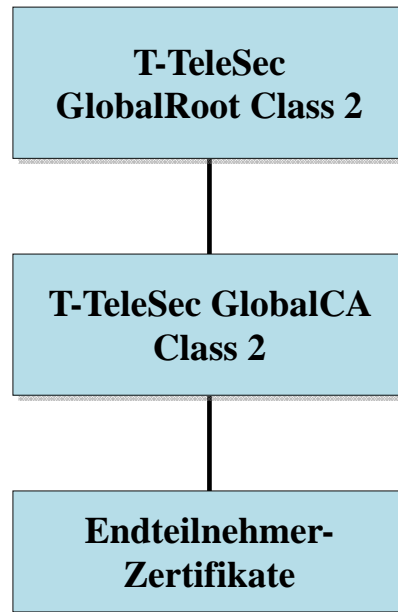 T-TeleSec
GlobalRoot Class 2
T-TeleSec GlobalCA
Class 2
Endteilnehmer-
Zertifikate